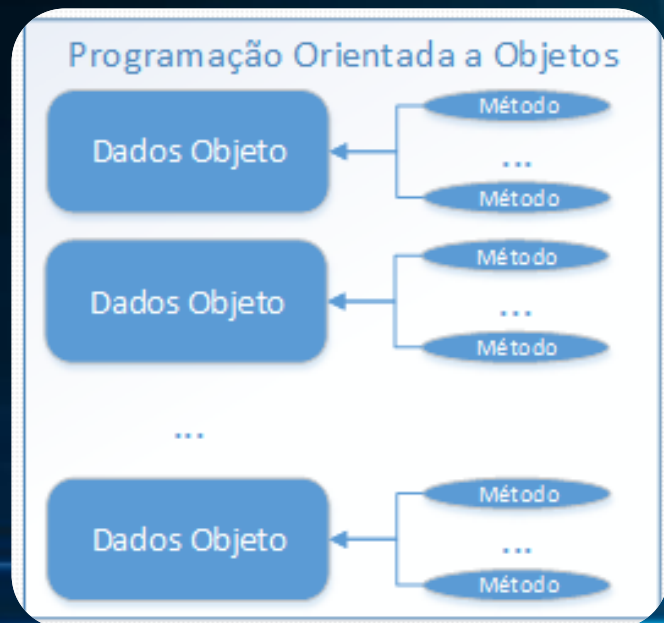 Programação Orientada a Objetos
Dados Objeto
Método
...
Método
Dados Objeto
Método
...
Método
...
Dados Objeto
Método
...
Método